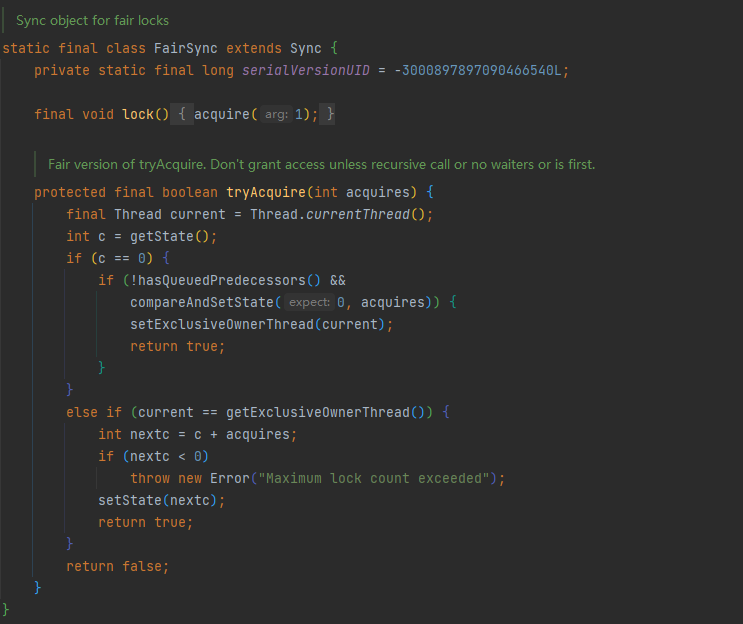 Sync object for fair locks
static final class FairSync extends Sync {
private static final long serialVersionUID = -3000897897090466540L;
final void lock() { acquire( arg: 1); }
Fair version of tryAcquire. Don't grant access unless recursive call or no waiters or is first.
protected final boolean tryAcquire(int acquires) {
final Thread current = Thread.currentThread();
int c = getState();
if (c == 0) {
if (!hasQueuedPredecessors() &&
compareAndSetState( expect: 0, acquires)) {
setExclusiveOwnerThread(current);
return true;
}
}
else if (current == getExclusiveOwnerThread()) {
int nextc = c + acquires;
if (nextc < 0)
throw new Error("Maximum lock count exceeded");
setState(nextc);
return true;
}
return false;
}
}